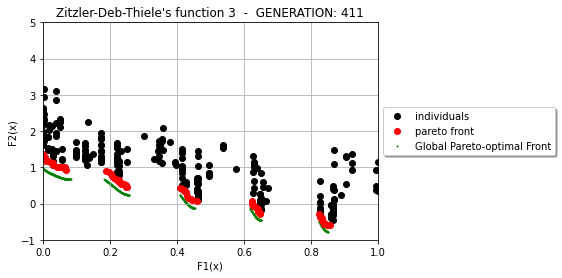 Zitzler-Deb-Thiele's function 3 - GENERATION: 411
5
4
3
2
1
0
−1
F2(x)
0.0 0.2 0.4 0.6 0.8 1.0
F1(x)
individuals
pareto front
Global Pareto-optimal Front